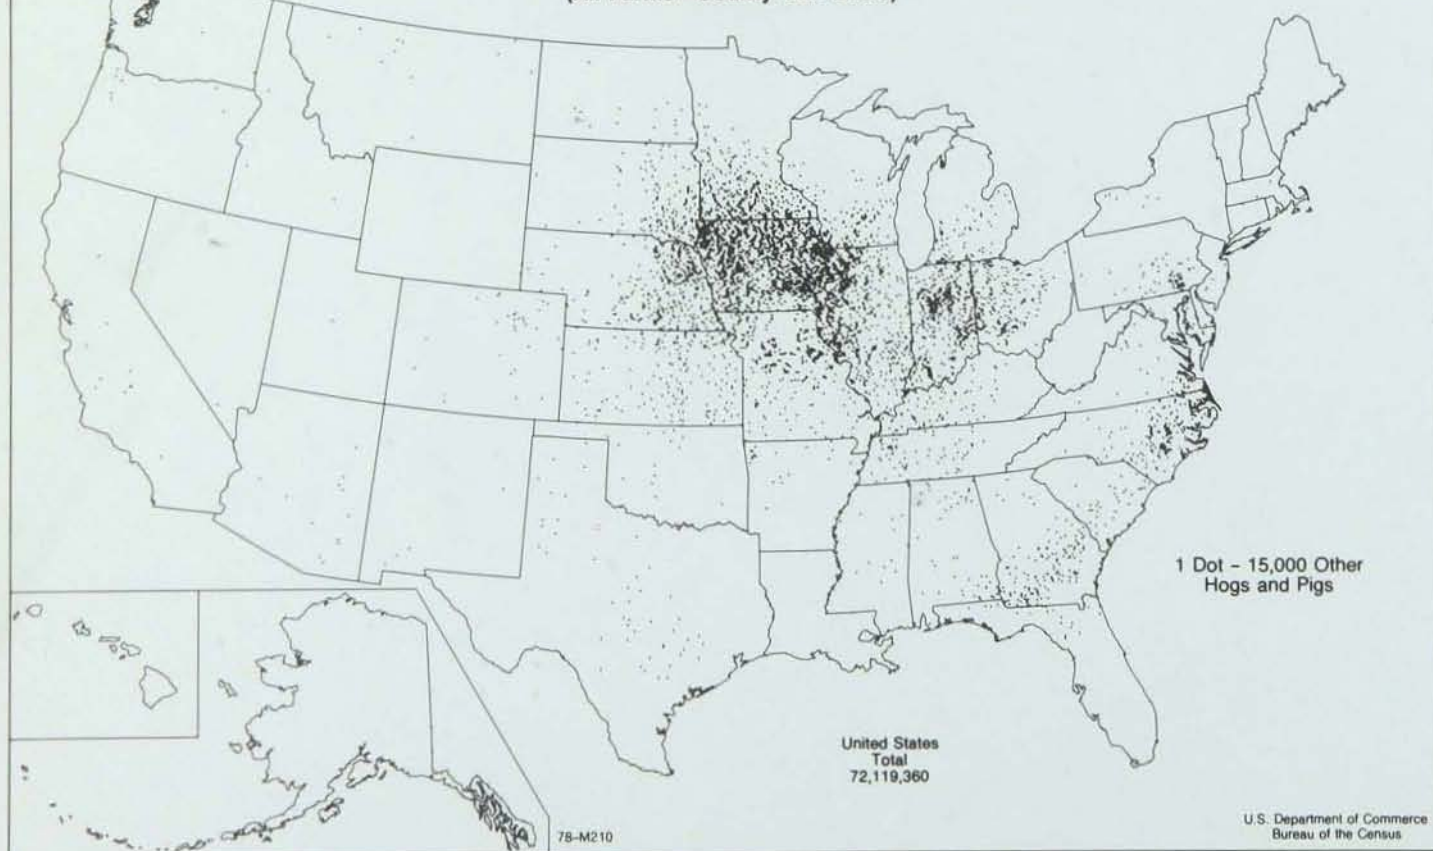 1 Dot – 15,000 Other
Hogs and Pigs
United States
Total
72,119,360
78-M210
U.S. Department of Commerce
Bureau of the Census